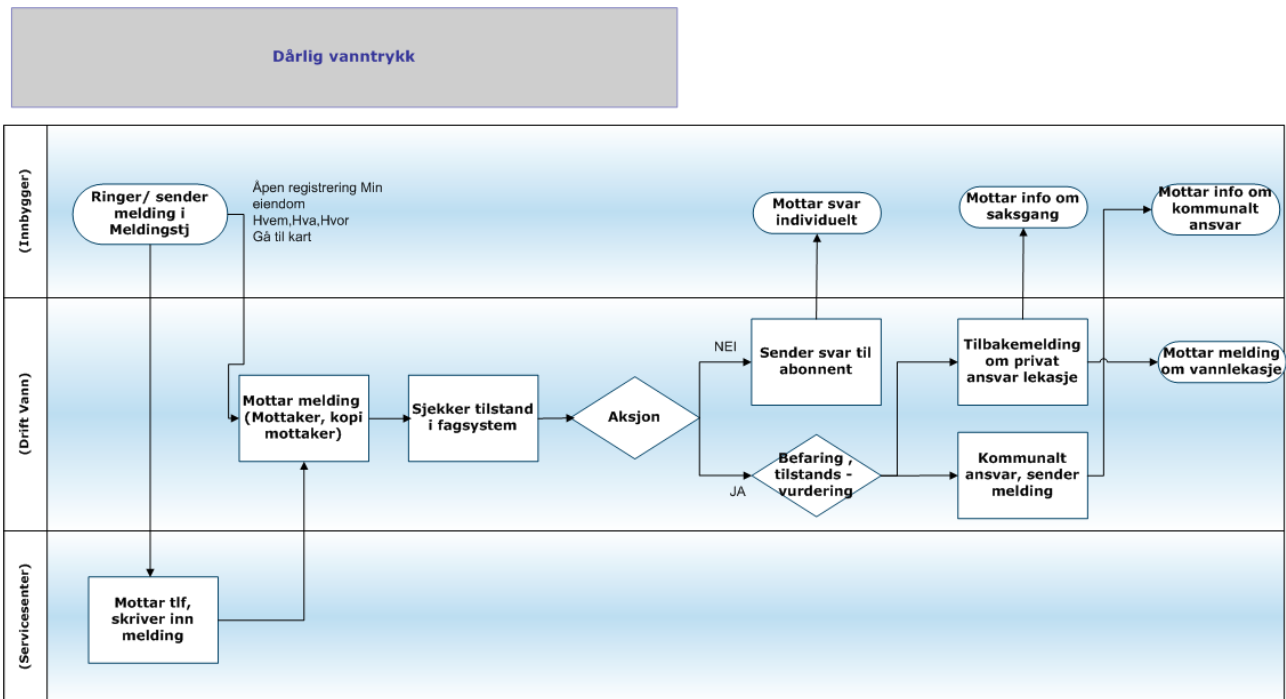 Dårlig vanntrykk
(Innbygger)
Ringer/ sender
melding i
Meldingstj
Åpen registrering Min
eiendom
Hvem,Hva,Hvor
Gå til kart
Mottar svar
individuelt
Mottar info om
saksgang
Mottar info om
kommunalt
ansvar
(Drift Vann)
Mottar melding
(Mottaker, kopi
mottaker)
Sjekker tilstand
i fagsystem
Aksjon
NEI
Sender svar til
abonnent
JA
Befaring ,
tilstands -
vurdering
Tilbakemelding
om privat
ansvar lekasje
Mottar melding
om vannlekasje
Kommunalt
ansvar, sender
melding
(Servicesenter)
Mottar tlf,
skriver inn
melding